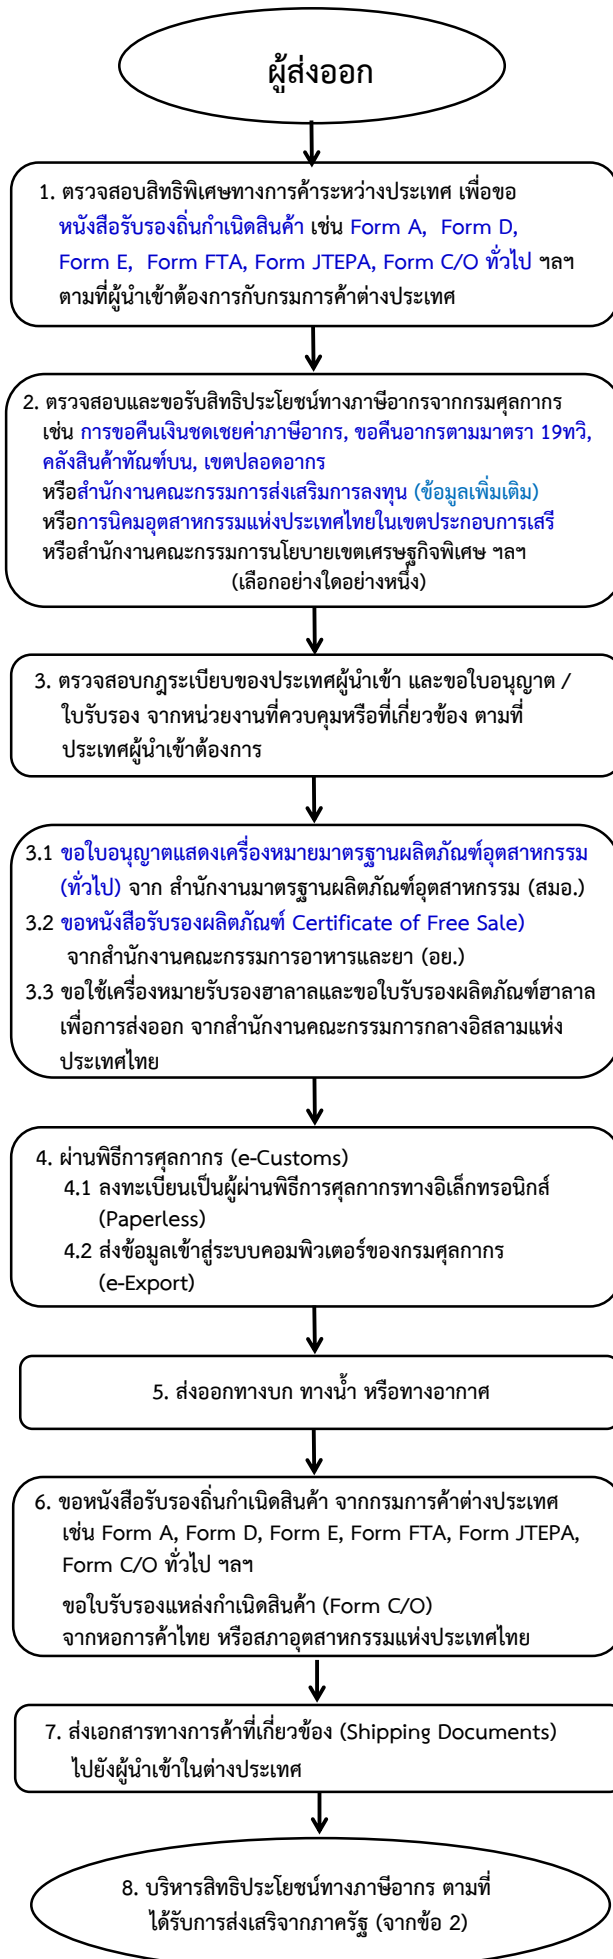 ผู้ส่งออก
1. ตรวจสอบสิทธิพิเศษทางการค้าระหว่างประเทศ เพื่อขอ
หนังสือรับรองถิ่นกำเนิดสินค้า เช่น Form A, Form D,
Form E, Form FTA, Form JTEPA, Form C/O ทั่วไป ฯลฯ
ตามที่ผู้นำเข้าต้องการกับกรมการค้าต่างประเทศ
2. ตรวจสอบและขอรับสิทธิประโยชน์ทางภาษีอากรจากกรมศุลกากร
เช่น การขอคืนเงินชดเชยค่าภาษีอากร, ขอคืนอากรตามมาตรา 19ทวิ,
คลังสินค้าทัณฑ์บน, เขตปลอดอากร
หรือสำนักงานคณะกรรมการส่งเสริมการลงทุน (ข้อมูลเพิ่มเติม)
หรือการนิคมอุตสาหกรรมแห่งประเทศไทยในเขตประกอบการเสรี
หรือสำนักงานคณะกรรมการนโยบายเขตเศรษฐกิจพิเศษ ฯลฯ
(เลือกอย่างใดอย่างหนึ่ง)
3. ตรวจสอบกฎระเบียบของประเทศผู้นำเข้า และขอใบอนุญาต /
ใบรับรอง จากหน่วยงานที่ควบคุมหรือที่เกี่ยวข้อง ตามที่
ประเทศผู้นำเข้าต้องการ
3.1 ขอใบอนุญาตแสดงเครื่องหมายมาตรฐานผลิตภัณฑ์อุตสาหกรรม
(ทั่วไป) จาก สำนักงานมาตรฐานผลิตภัณฑ์อุตสาหกรรม (สมอ.)
3.2 ขอหนังสือรับรองผลิตภัณฑ์ Certificate of Free Sale)
จากสำนักงานคณะกรรมการอาหารและยา (อย.)
3.3 ขอใช้เครื่องหมายรับรองฮาลาลและขอใบรับรองผลิตภัณฑ์ฮาลาล
เพื่อการส่งออก จากสำนักงานคณะกรรมการกลางอิสลามแห่ง
ประเทศไทย
4. ผ่านพิธีการศุลกากร (e-Customs)
4.1 ลงทะเบียนเป็นผู้ผ่านพิธีการศุลกากรทางอิเล็กทรอนิกส์
(Paperless)
4.2 ส่งข้อมูลเข้าสู่ระบบคอมพิวเตอร์ของกรมศุลกากร
(e-Export)
5. ส่งออกทางบก ทางน้ำ หรือทางอากาศ
6. ขอหนังสือรับรองถิ่นกำเนิดสินค้า จากกรมการค้าต่างประเทศ
เช่น Form A, Form D, Form E, Form FTA, Form JTEPA,
Form C/O ทั่วไป ฯลฯ
ขอใบรับรองแหล่งกำเนิดสินค้า (Form C/O)
จากหอการค้าไทย หรือสภาอุตสาหกรรมแห่งประเทศไทย
7. ส่งเอกสารทางการค้าที่เกี่ยวข้อง (Shipping Documents)
ไปยังผู้นำเข้าในต่างประเทศ
8. บริหารสิทธิประโยชน์ทางภาษีอากร ตามที่
ได้รับการส่งเสริจากภาครัฐ (จากข้อ 2)